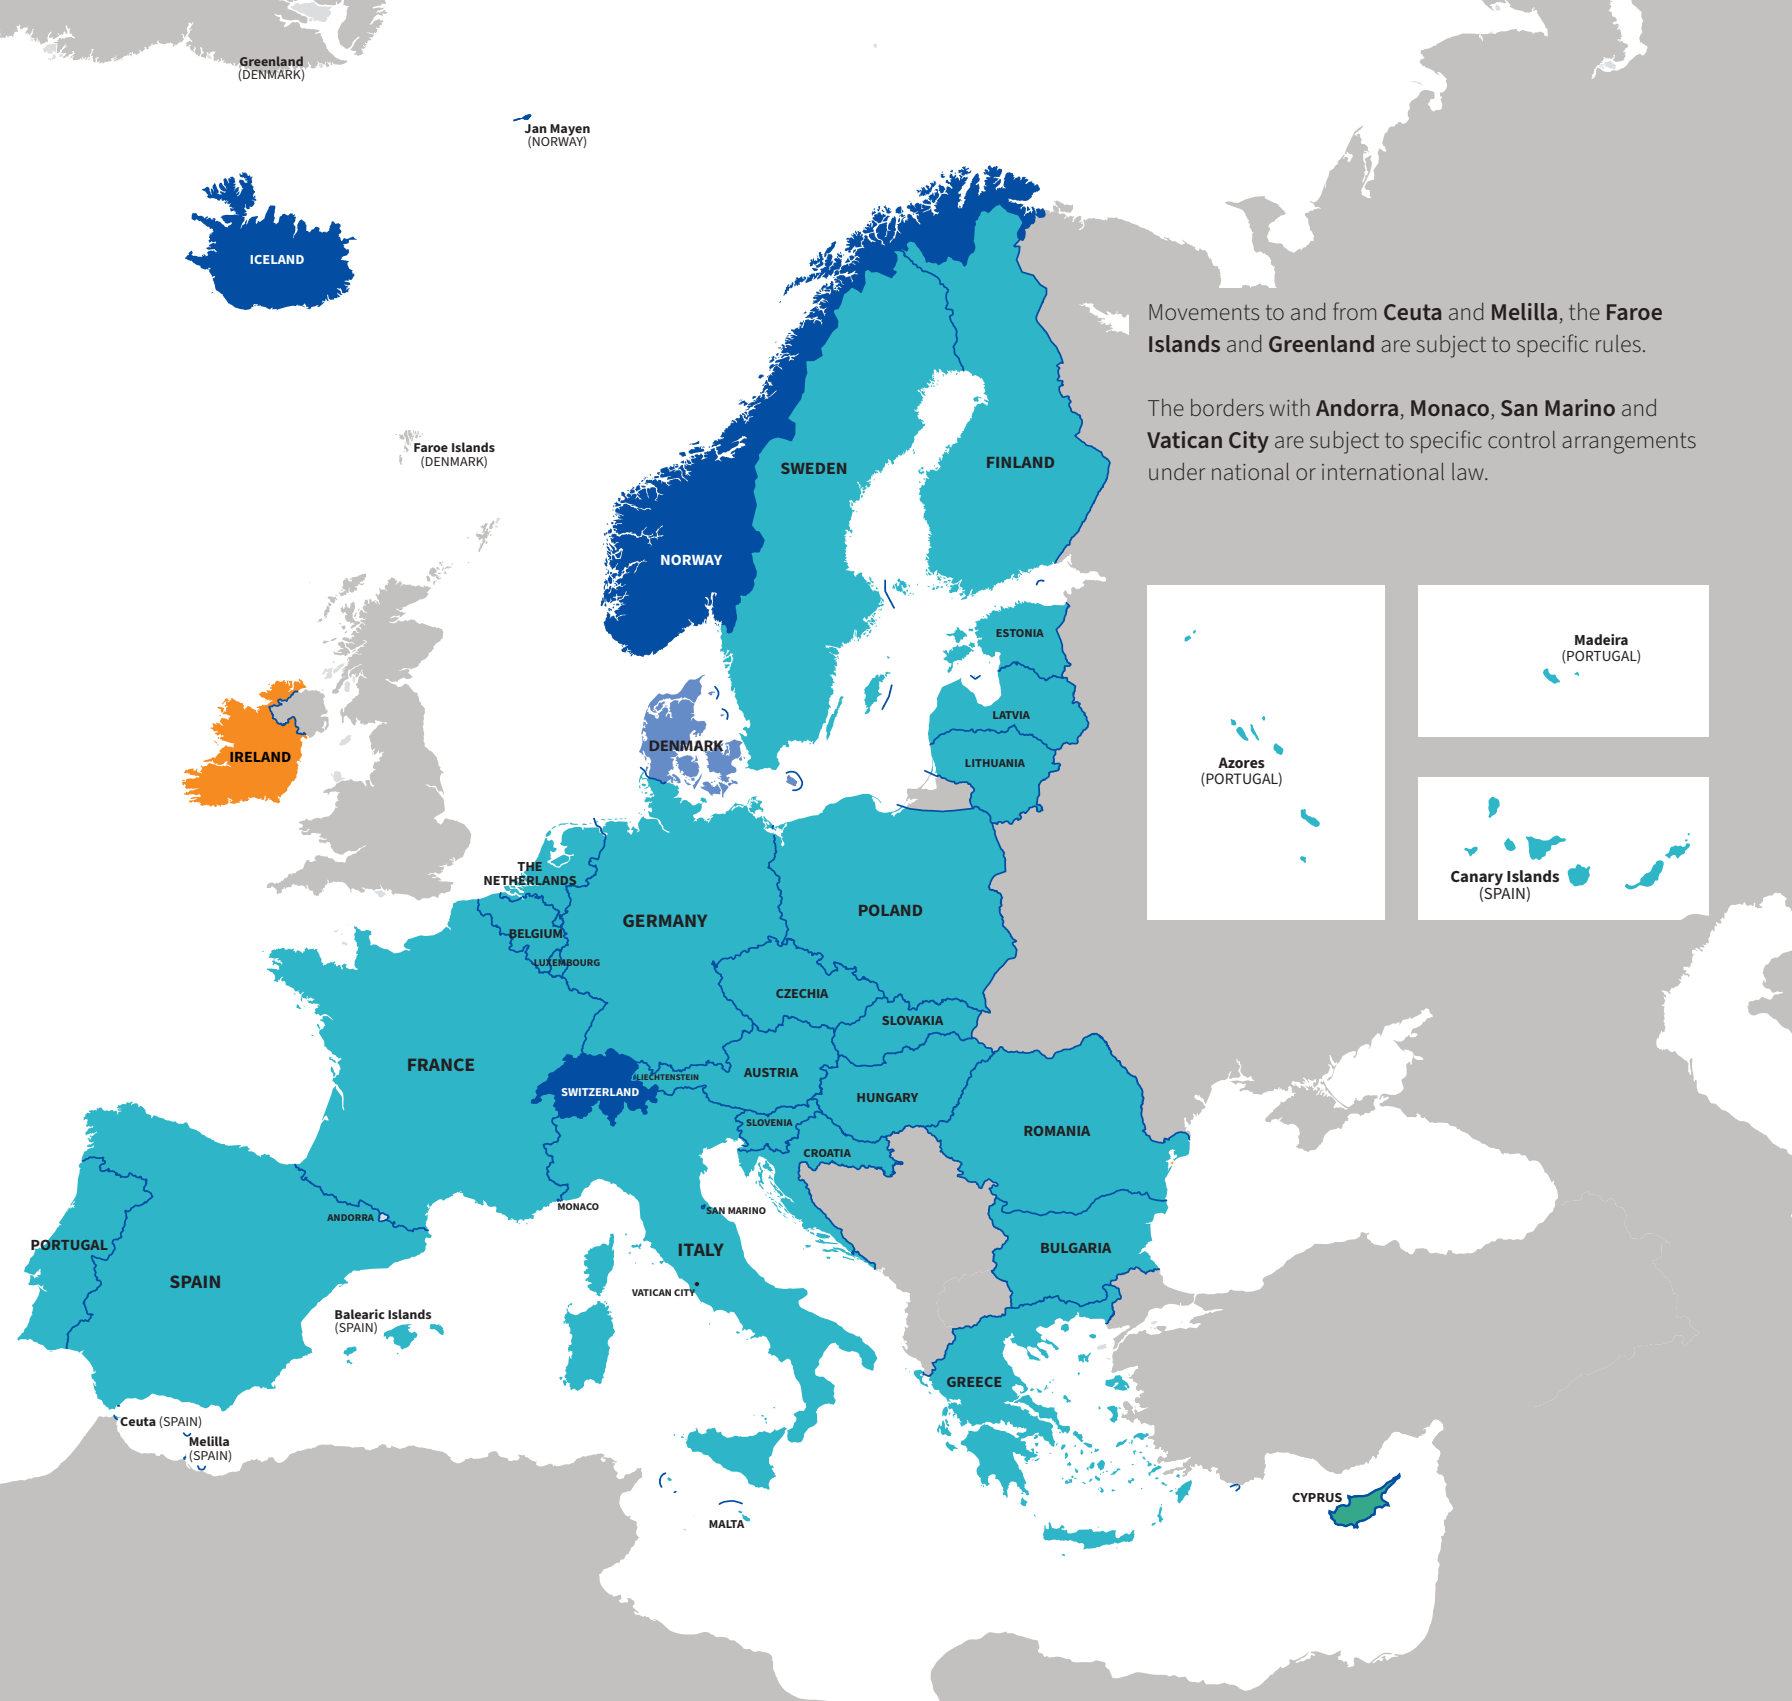 Greenland
(DENMARK)
Jan Mayen
(NORWAY)
ICELAND
Movements to and from Ceuta and Melilla, the Faroe
Islands and Greenland are subject to specific rules.
The borders with Andorra, Monaco, San Marino and
Vatican City are subject to specific control arrangements
under national or international law.
Faroe Islands
(DENMARK)
SWEDEN
FINLAND
NORWAY
ESTONIA
Madeira
(PORTUGAL)
LATVIA
DENMARK
IRELAND
LITHUANIA
Azores
(PORTUGAL)
THE
NETHERLANDS
Canary Islands
(SPAIN)
GERMANY
POLAND
BELGIUM
LUXEMBOURG
CZECHIA
SLOVAKIA
FRANCE
AUSTRIA
LIECHTENSTEIN
SWITZERLAND
HUNGARY
SLOVENIA
ROMANIA
CROATIA
MONACO
SAN MARINO
ANDORRA
PORTUGAL
ITALY
BULGARIA
SPAIN
VATICAN CITY
Balearic Islands
(SPAIN)
GREECE
Ceuta (SPAIN)
Melilla
(SPAIN)
CYPRUS
MALTA